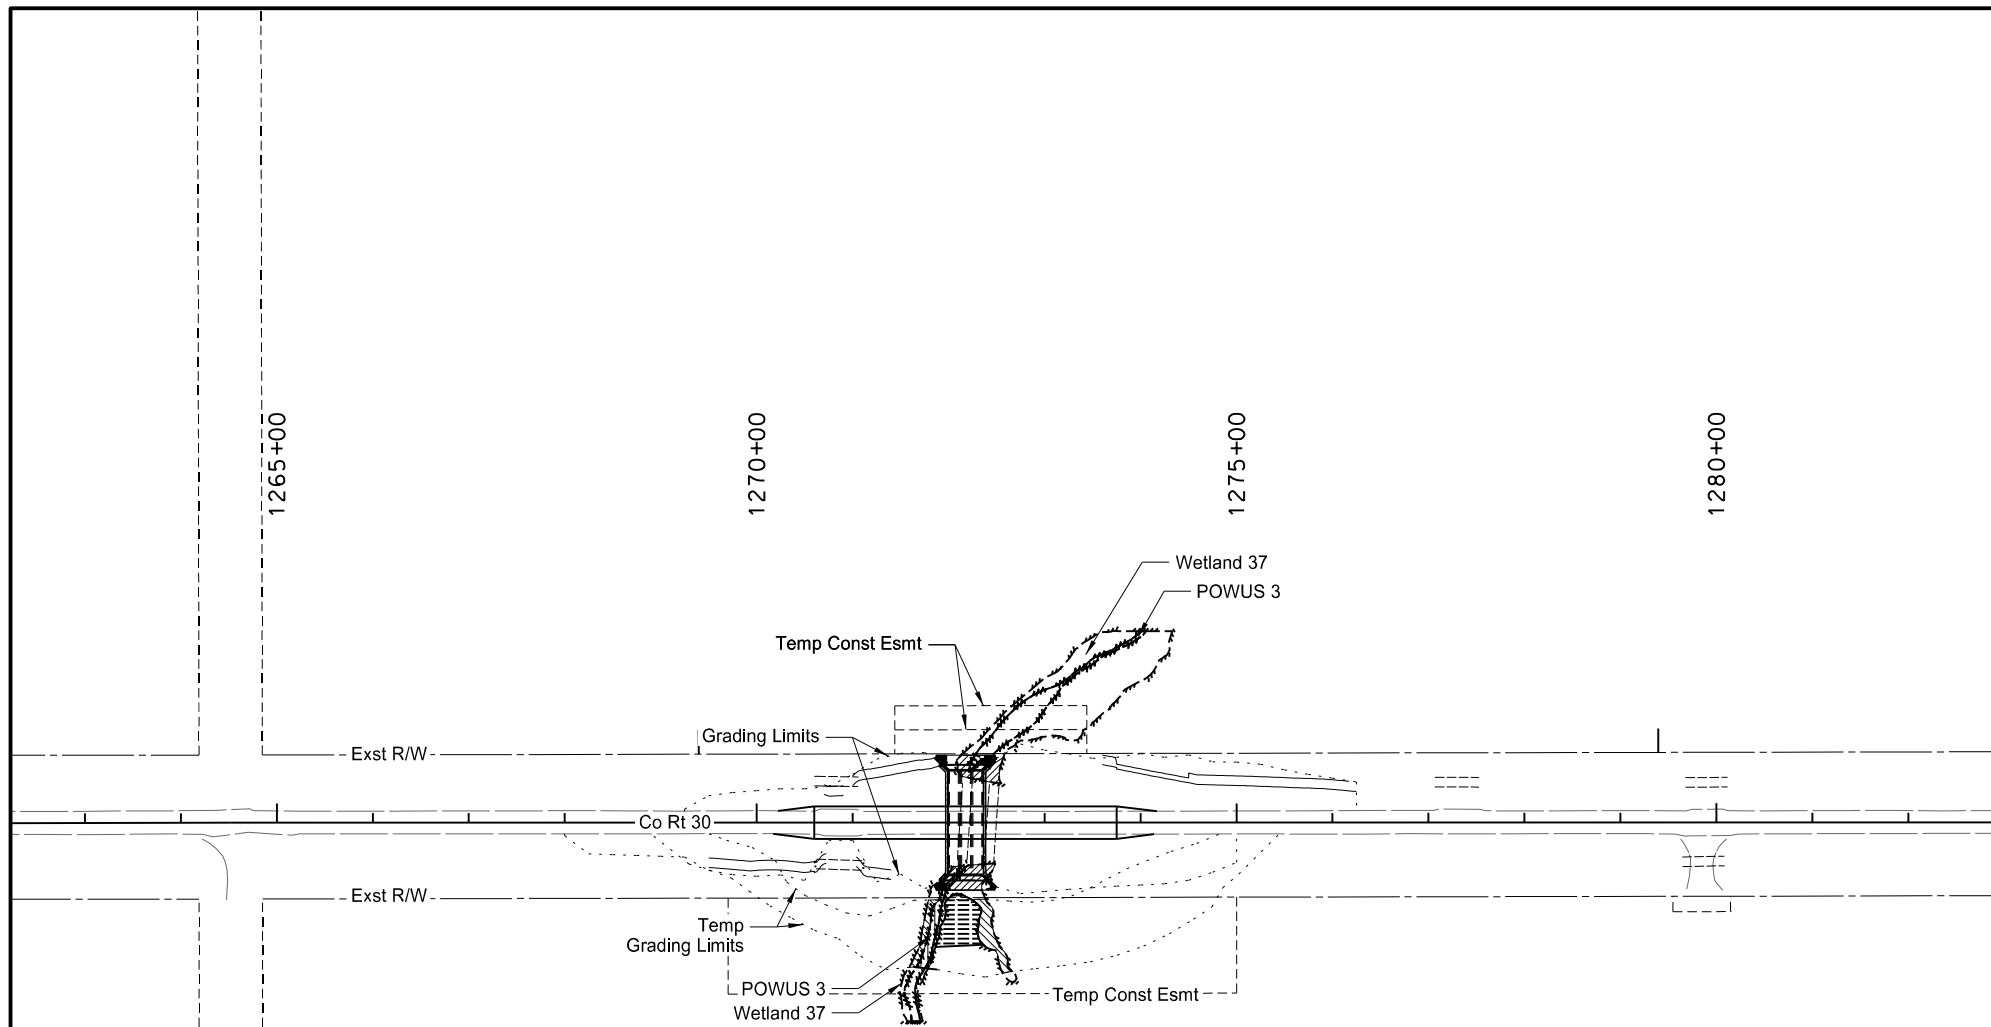 1265+00
1270+00
1275+00
1280+00
Wetland 37
POWUS 3
Temp Const Esmt
Grading Limits
Exst R/W
Co Rt 30
Exst R/W
Temp
Grading Limits
POWUS 3
Temp Const Esmt
Wetland 37